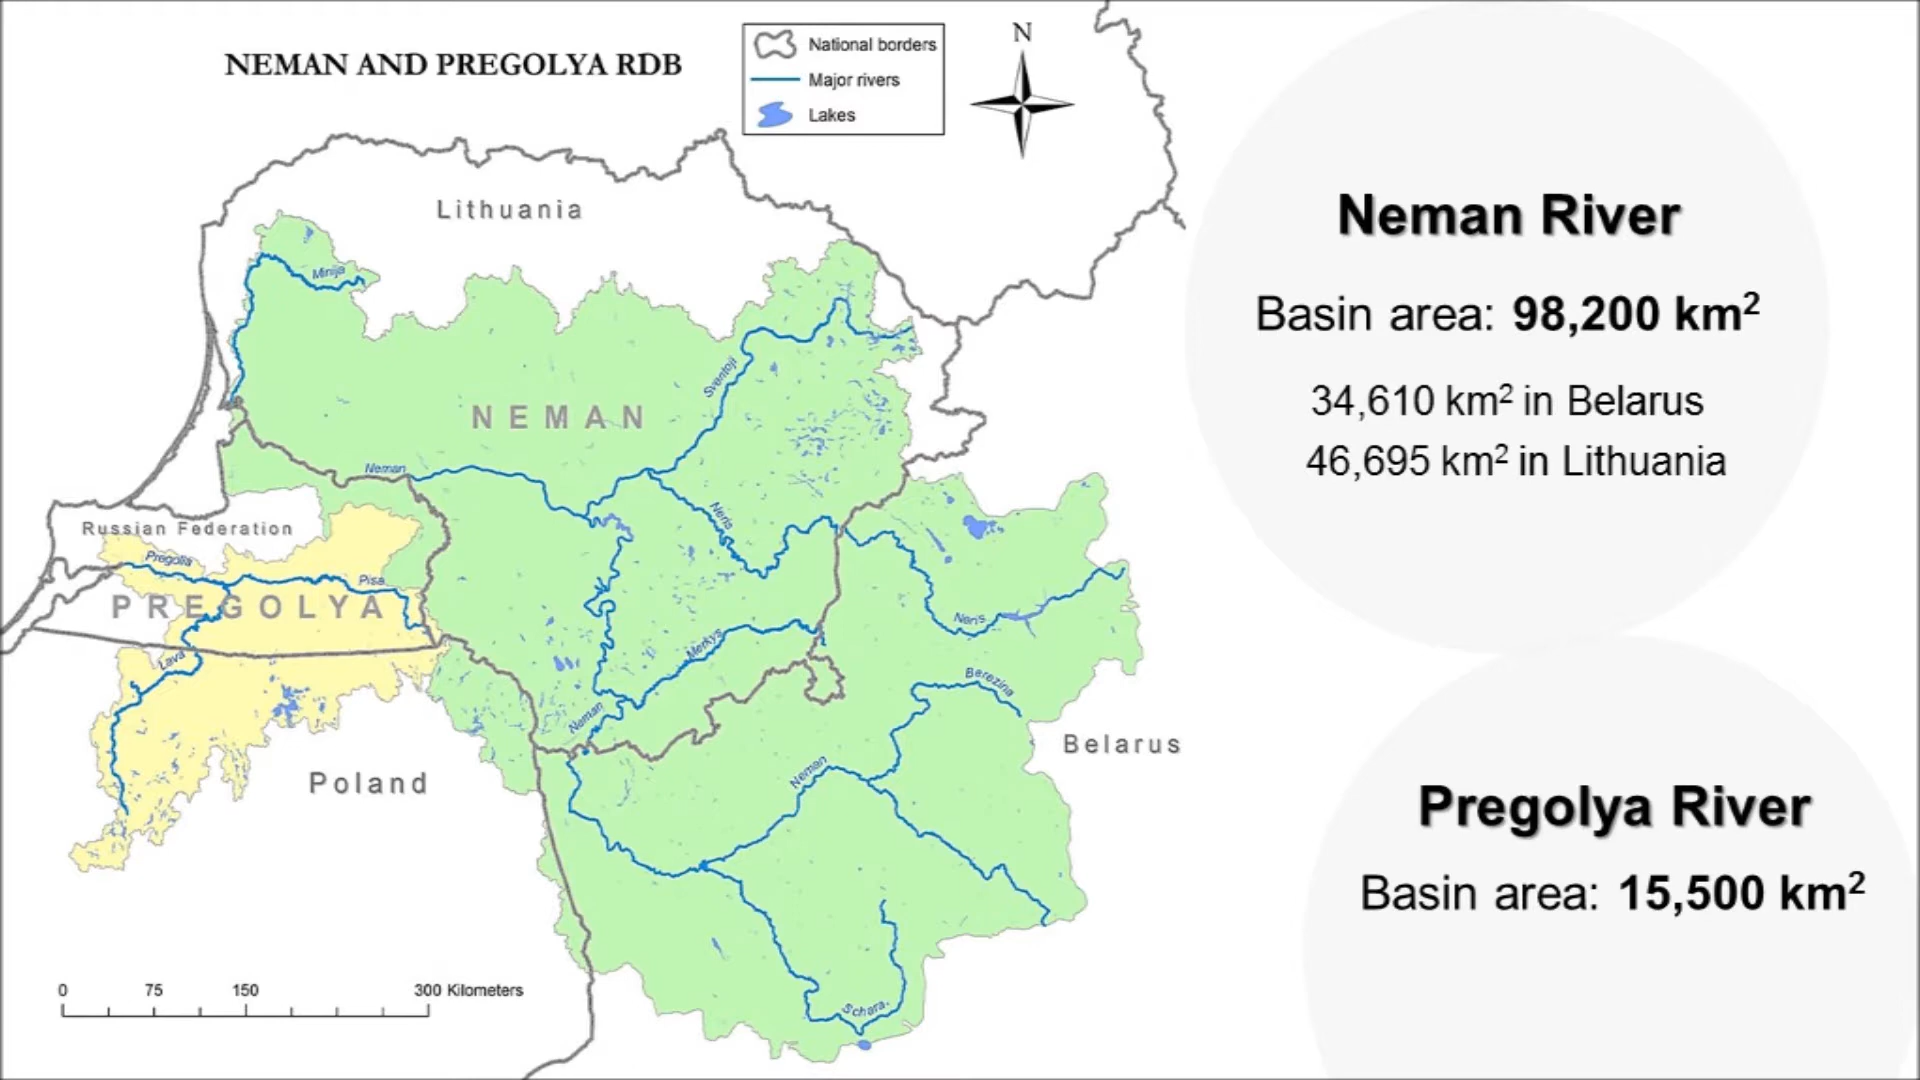 NEMAN AND PREGOLYA RDB
National borders
Major rivers
Lakes
N
Lithuania
Minija
Sventoji
NEMAN
Neman
Neris
Russian Federation
Pregolia
Pisa
PREGOLYA
Lava
Merkys
Neris
Berezina
Neman
Belarus
Neman
Poland
Schara
0 75 150 300 Kilometers
Neman River
Basin area: 98,200 km²
34,610 km² in Belarus
46,695 km² in Lithuania
Pregolya River
Basin area: 15,500 km²